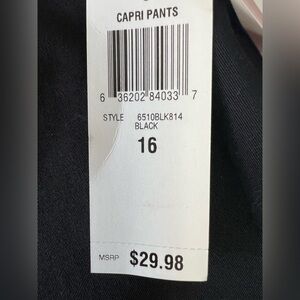 CAPRI PANTS
6 36202 84033 7
STYLE 6510BLK814
BLACK
16
MSRP $29.98